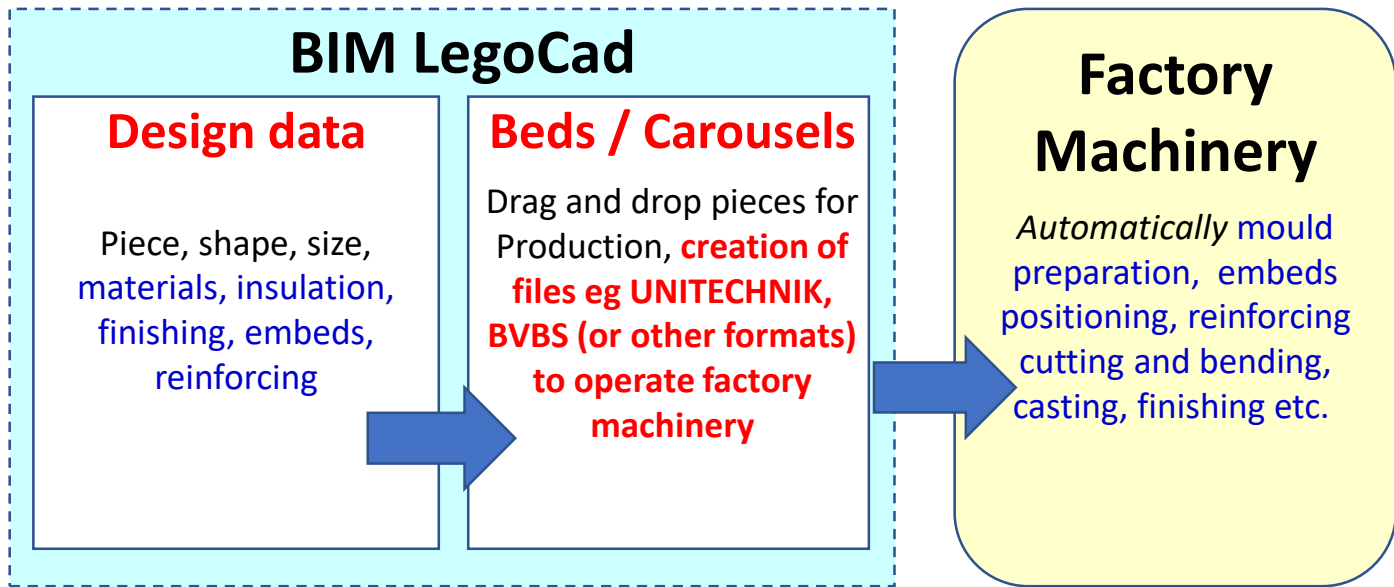 BIM LegoCad
Design data
Piece, shape, size,
materials, insulation,
finishing, embeds,
reinforcing
Beds / Carousels
Drag and drop pieces for
Production, creation of
files eg UNITECHNIK,
BVBS (or other formats)
to operate factory
machinery
Factory
Machinery
Automatically mould
preparation, embeds
positioning, reinforcing
cutting and bending,
casting, finishing etc.